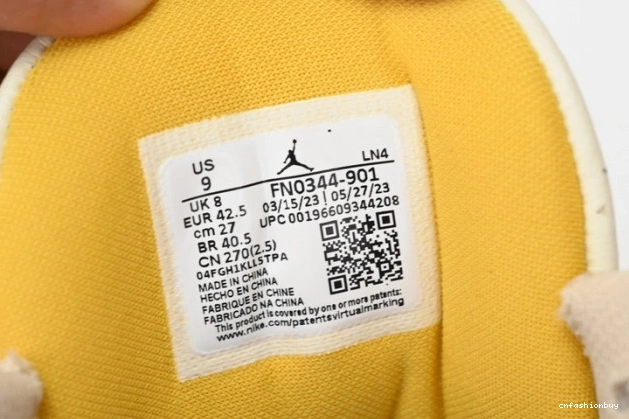 US
9
LN4
UK 8
EUR 42.5
cm 27
BR 40.5
CN 270(2.5)
FN0344-901
03/15/23 | 05/27/23
UPC 00196609344208
04FGH1KLL5TPA
MADE IN CHINA
HECHO EN CHINA
FABRIQUE EN CHINE
FABRICADO NA CHINA
This product is covered by one or more patents:
www.nike.com/patentsvirtualmarking
cnfashionbuy